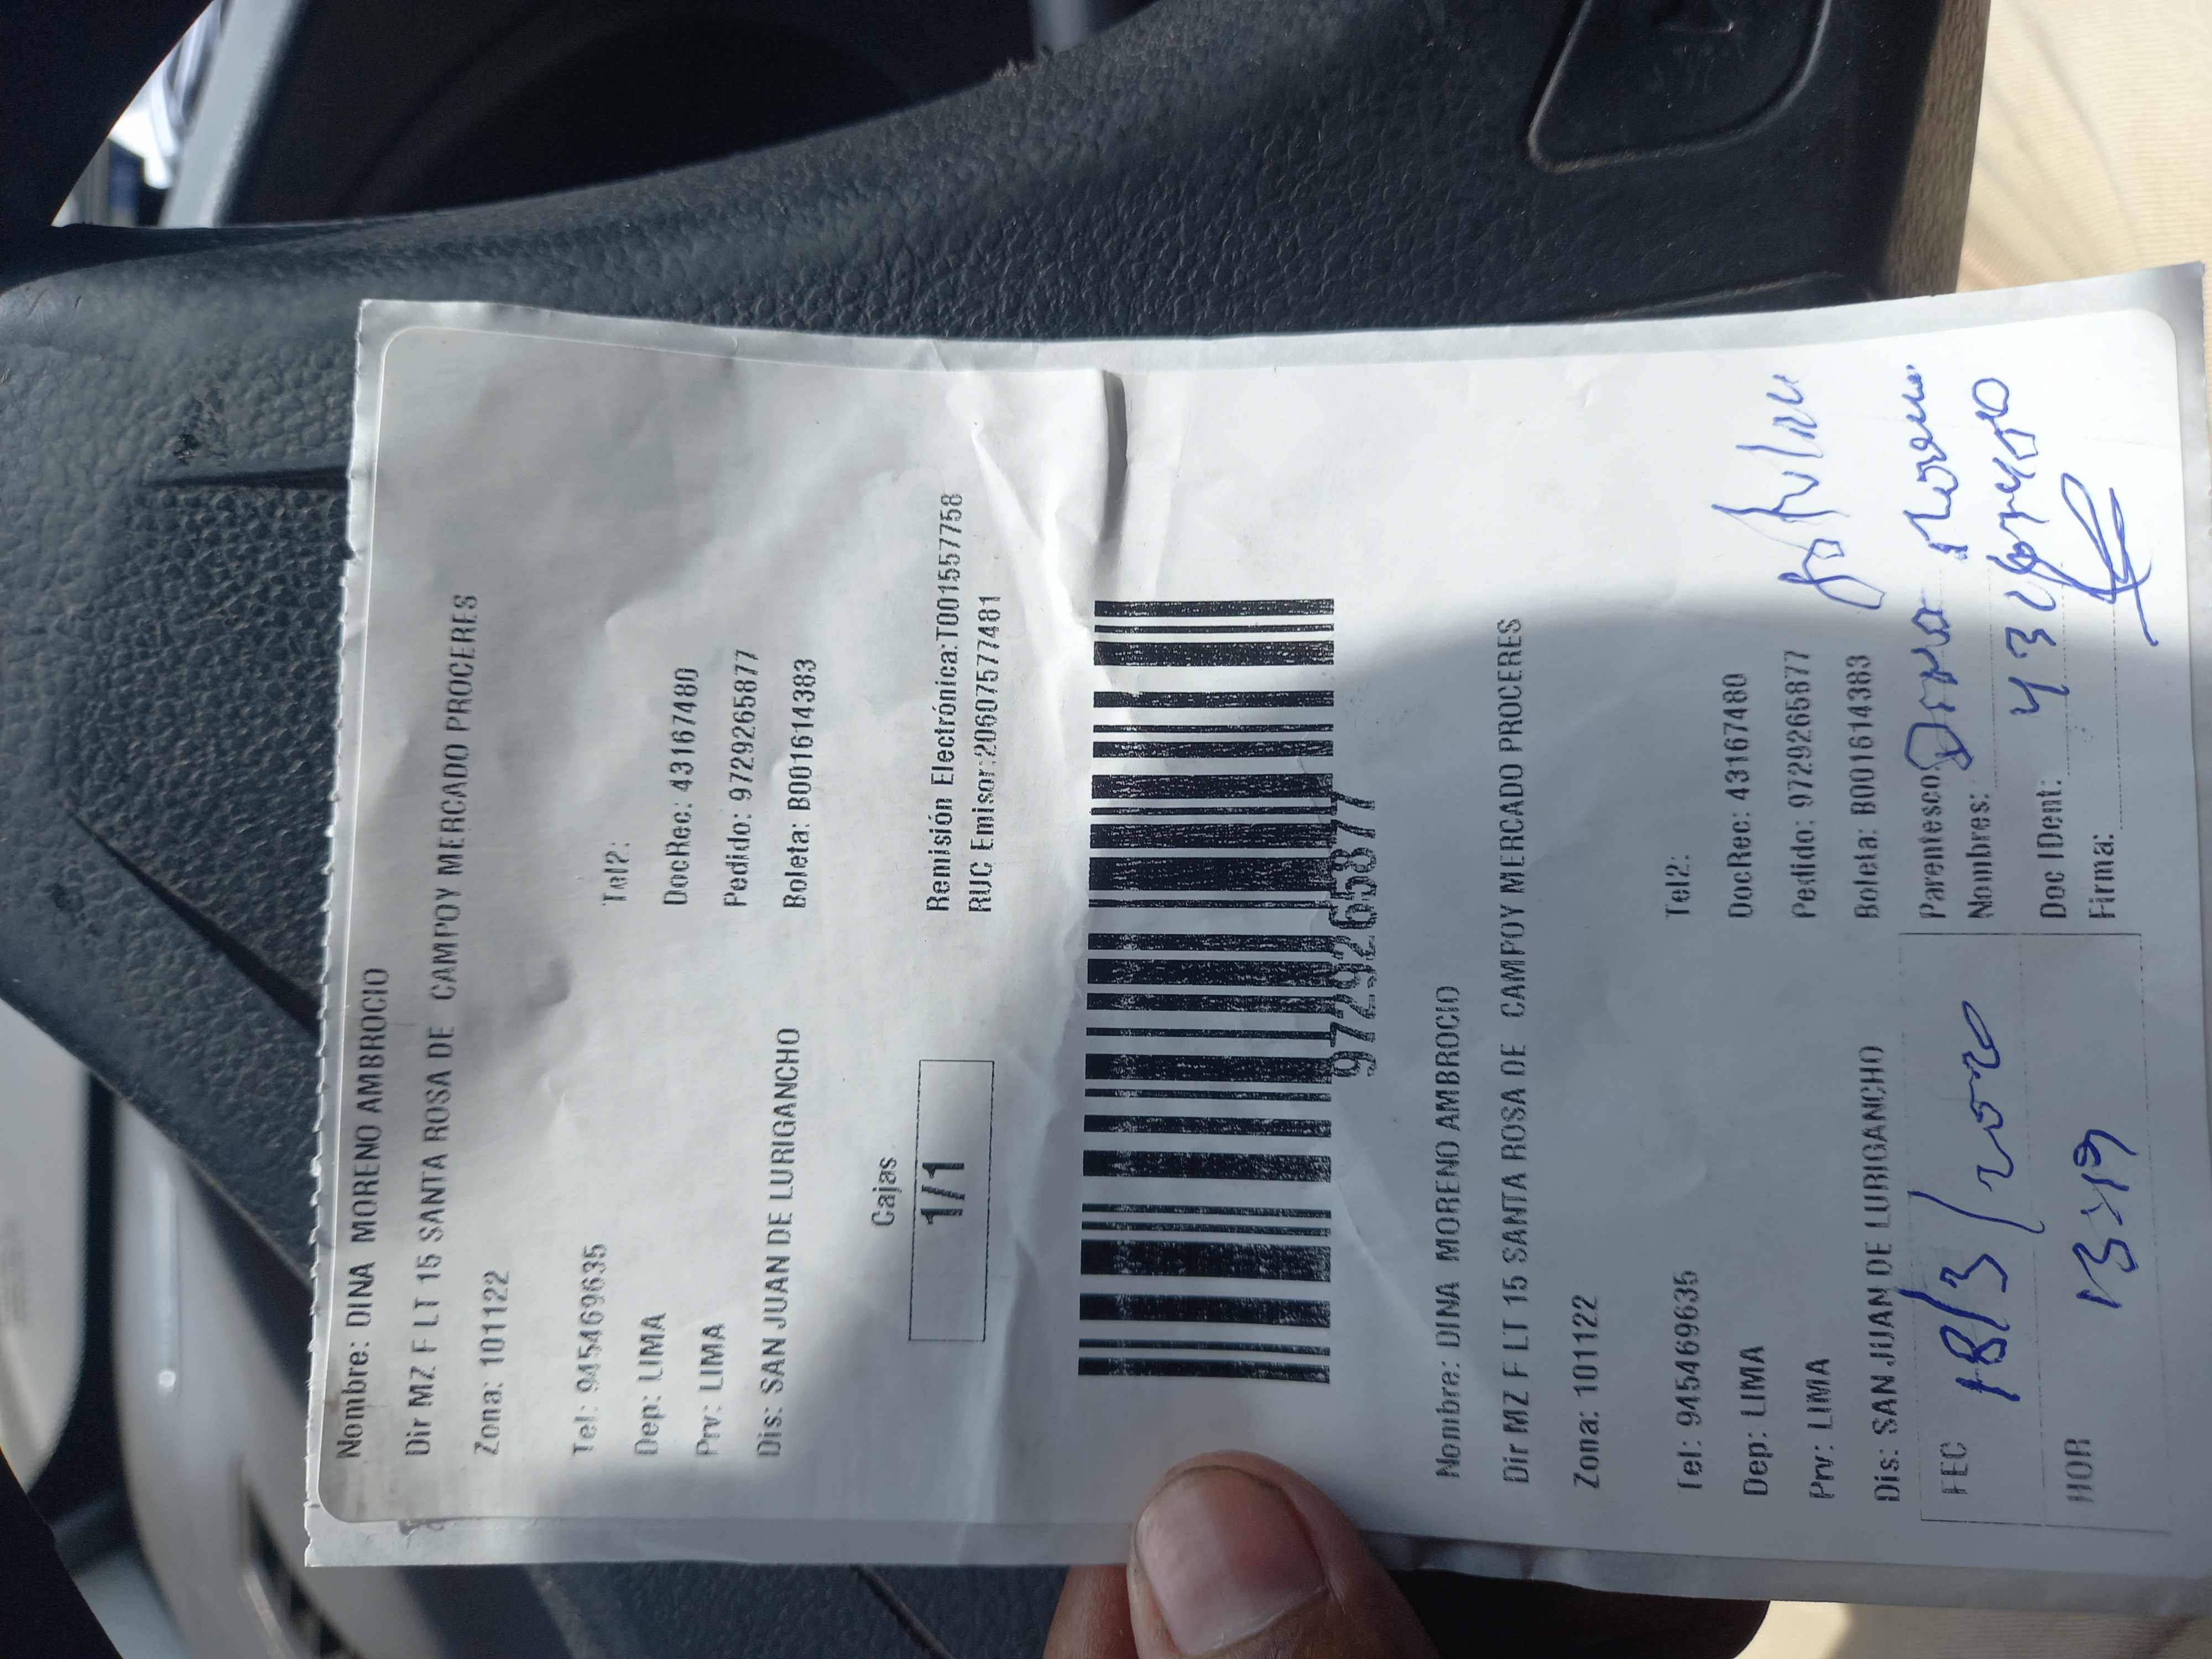 Nombre: DINA MORENO AMBROCIO
Dir MZ F LT 15 SANTA ROSA DE CAMPOY MERCADO PROCERES
Zona: 101122
Tel: 945469635 Tel2:
Dep: LIMA DocRec: 43167480
Prv: LIMA Pedido: 9729265877
Dis: SAN JUAN DE LURIGANCHO Boleta: B001614383
Cajas
1/1
Remisión Electrónica:T001557758
RUC Emisor:20607577481
9729265877
Nombre: DINA MORENO AMBROCIO
Dir MZ F LT 15 SANTA ROSA DE CAMPOY MERCADO PROCERES
Zona: 101122
Tel: 945469635 Tel2:
Dep: LIMA DocRec: 43167480
Prv: LIMA Pedido: 9729265877
Dis: SAN JUAN DE LURIGANCHO Boleta: B001614383
FEC 18/3/
Parentesco:
Nombres: Dina Moreno
HOR
Doc IDent:
Firma: